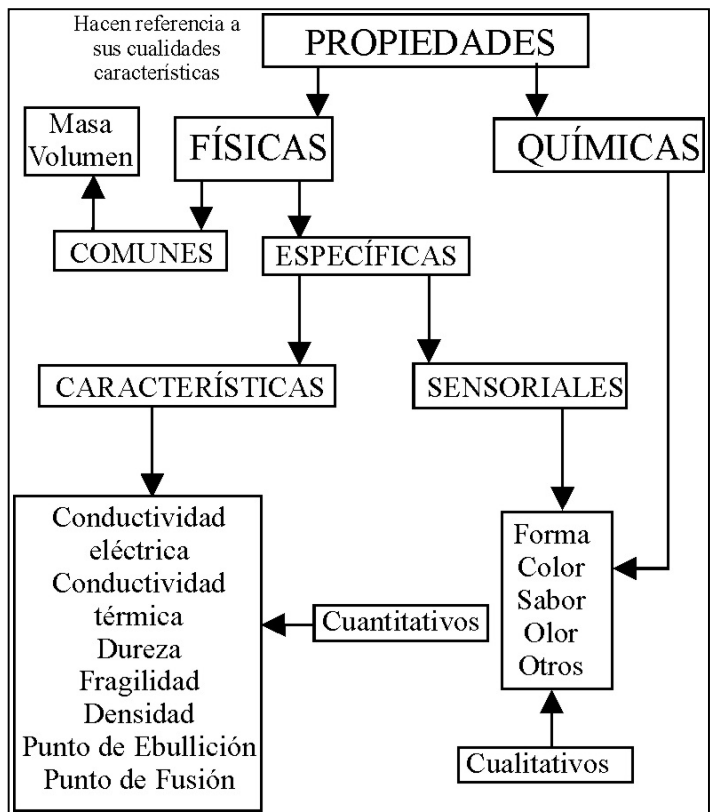 Hacen referencia a
sus cualidades
características
PROPIEDADES
Masa
Volumen
FÍSICAS
QUÍMICAS
COMUNES
ESPECÍFICAS
CARACTERÍSTICAS
SENSORIALES
Conductividad
eléctrica
Conductividad
térmica
Dureza
Fragilidad
Densidad
Punto de Ebullición
Punto de Fusión
Cuantitativos
Forma
Color
Sabor
Olor
Otros
Cualitativos